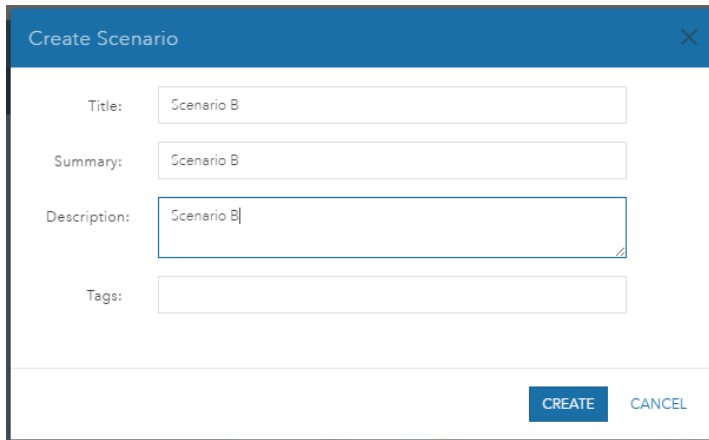 Create Scenario
Title: Scenario B
Summary: Scenario B
Description: Scenario B
Tags:
CREATE CANCEL